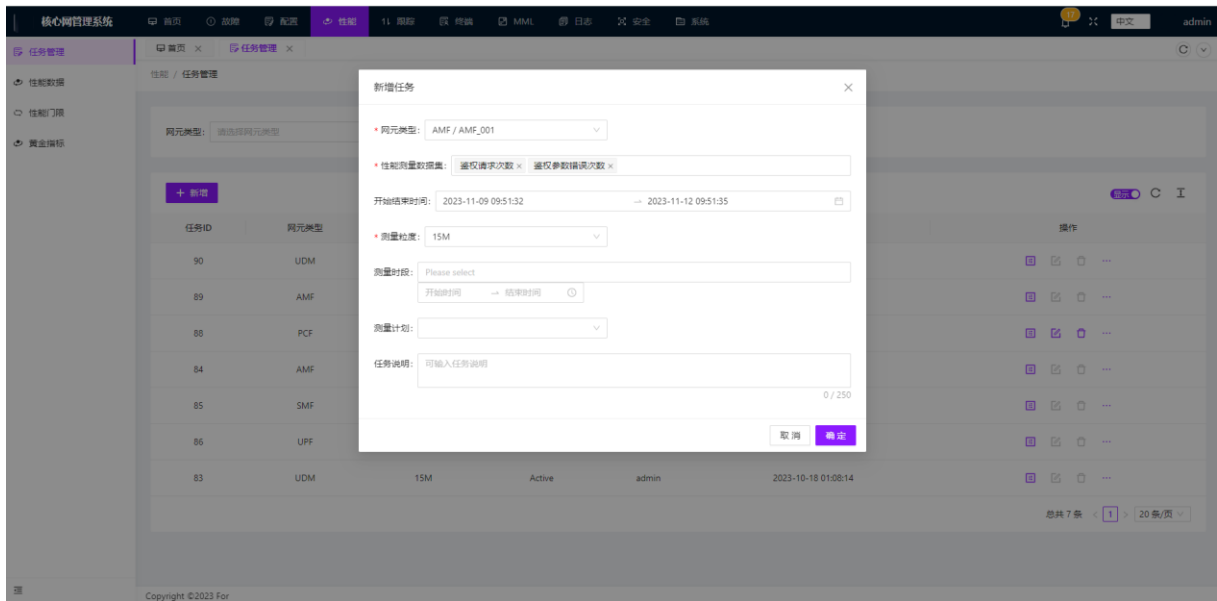 核心网管理系统 首页 故障 配置 性能 跟踪 终端 MML 日志 安全 系统 17 中文 admin
任务管理 首页 × 任务管理 ×
性能数据 性能 / 任务管理
性能门限
黄金指标
网元类型： 请选择网元类型
+ 新增
显示
任务ID 网元类型 操作
90 UDM
89 AMF
88 PCF
84 AMF
85 SMF
86 UPF
83 UDM 15M Active admin 2023-10-18 01:08:14
总共 7 条 < 1 > 20 条/页
新增任务
* 网元类型： AMF / AMF_001
* 性能测量数据集： 鉴权请求次数 × 鉴权参数错误次数 ×
开始结束时间： 2023-11-09 09:51:32 → 2023-11-12 09:51:35
* 测量粒度： 15M
测量时段： Please select
开始时间 → 结束时间
测量计划：
任务说明： 可输入任务说明
0 / 250
取 消 确 定
Copyright ©2023 For